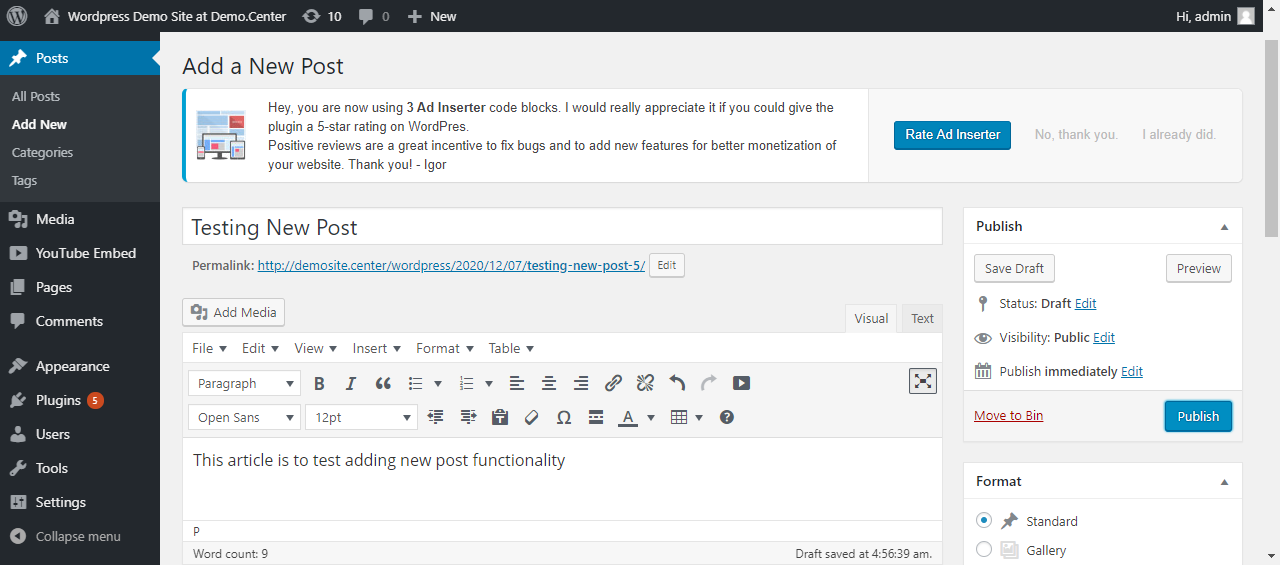 Wordpress Demo Site at Demo.Center 10 0 New Hi, admin
Posts
All Posts
Add New
Categories
Tags
Media
YouTube Embed
Pages
Comments
Appearance
Plugins 5
Users
Tools
Settings
Collapse menu
Add a New Post
Hey, you are now using 3 Ad Inserter code blocks. I would really appreciate it if you could give the
plugin a 5-star rating on WordPres.
Positive reviews are a great incentive to fix bugs and to add new features for better monetization
of your website. Thank you! - Igor
Rate Ad Inserter No, thank you. I already did.
Testing New Post
Permalink: http://demosite.center/wordpress/2020/12/07/testing-new-post-5/ Edit
Add Media
Visual Text
File Edit View Insert Format Table
Paragraph
Open Sans 12pt
This article is to test adding new post functionality
P
Word count: 9 Draft saved at 4:56:39 am.
Publish
Save Draft Preview
Status: Draft Edit
Visibility: Public Edit
Publish immediately Edit
Move to Bin Publish
Format
Standard
Gallery